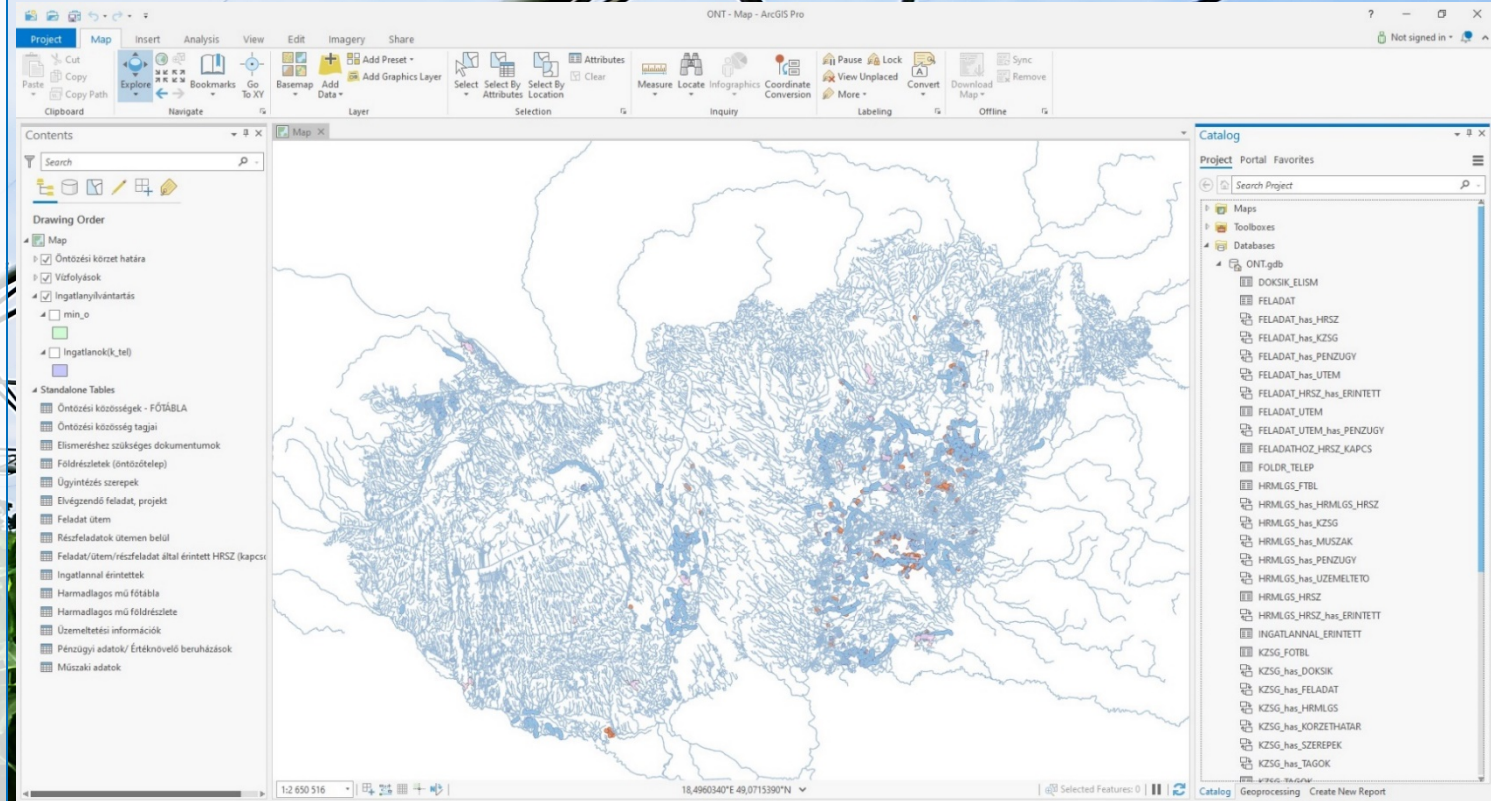 ONT - Map - ArcGIS Pro
? 
Project Map Insert Analysis View Edit Imagery Share
Not signed in
Paste
Cut
Copy
Copy Path
Clipboard
Explore
Bookmarks
Go To XY
Navigate
Basemap
Add Data
Add Preset
Add Graphics Layer
Layer
Select
Select By Attributes
Select By Location
Attributes
Clear
Selection
Measure
Locate
Infographics
Coordinate Conversion
Inquiry
Pause
Lock
View Unplaced
More
Convert
Labeling
Download Map
Sync
Remove
Offline
Contents
Search
Drawing Order
Map
Öntözési körzet határa
Vízfolyások
Ingatlanyilvántartás
min_o
Ingatlanok(k_tel)
Standalone Tables
Öntözési közösségek - FŐTÁBLA
Öntözési közösség tagjai
Elismeréshez szükséges dokumentumok
Földrészletek (öntözőtelep)
Ügyintézés szerepek
Elvégzendő feladat, projekt
Feladat ütem
Részfeladatok ütemen belül
Feladat/ütem/részfeladat által érintett HRSZ (kapcso
Ingatlannal érintettek
Harmadlagos mű főtábla
Harmadlagos mű földrészlete
Üzemeltetési információk
Pénzügyi adatok/ Értéknövelő beruházások
Műszaki adatok
Map
1:2 650 516
18,4960340°E 49,0715390°N
Selected Features: 0
Catalog
Project Portal Favorites
Search Project
Maps
Toolboxes
Databases
ONT.gdb
DOKSIK_ELISM
FELADAT
FELADAT_has_HRSZ
FELADAT_has_KZSG
FELADAT_has_PENZUGY
FELADAT_has_UTEM
FELADAT_HRSZ_has_ERINTETT
FELADAT_UTEM
FELADAT_UTEM_has_PENZUGY
FELADATHOZ_HRSZ_KAPCS
FOLDR_TELEP
HRMLGS_FTBL
HRMLGS_has_HRMLGS_HRSZ
HRMLGS_has_KZSG
HRMLGS_has_MUSZAK
HRMLGS_has_PENZUGY
HRMLGS_has_UZEMELTETO
HRMLGS_HRSZ
HRMLGS_HRSZ_has_ERINTETT
INGATLANNAL_ERINTETT
KZSG_FOTBL
KZSG_has_DOKSIK
KZSG_has_FELADAT
KZSG_has_HRMLGS
KZSG_has_KORZETHATAR
KZSG_has_SZEREPEK
KZSG_has_TAGOK
KZSG_TAGOK
Catalog Geoprocessing Create New Report